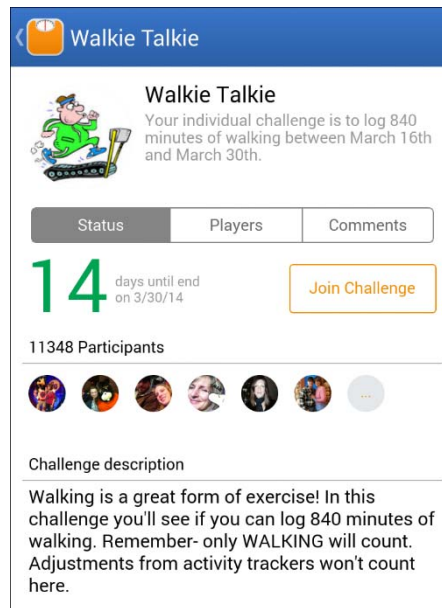 Walkie Talkie
Walkie Talkie
Your individual challenge is to log 840
minutes of walking between March 16th
and March 30th.
Status
Players
Comments
14
days until end
on 3/30/14
Join Challenge
11348 Participants
...
Challenge description
Walking is a great form of exercise! In this
challenge you'll see if you can log 840 minutes of
walking. Remember- only WALKING will count.
Adjustments from activity trackers won't count
here.